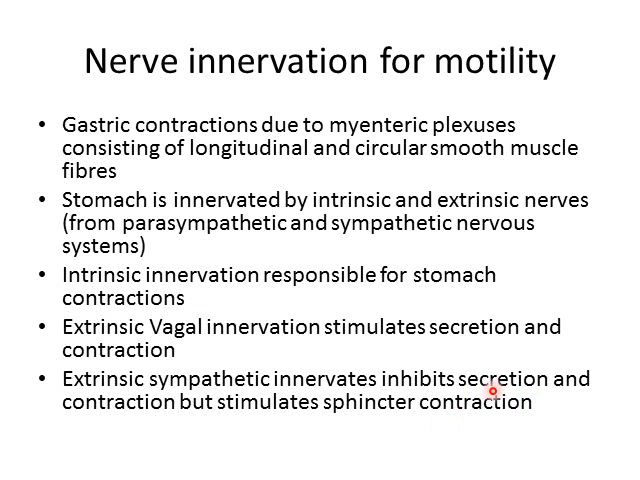 Nerve innervation for motility
• Gastric contractions due to myenteric plexuses
consisting of longitudinal and circular smooth muscle
fibres
• Stomach is innervated by intrinsic and extrinsic nerves
(from parasympathetic and sympathetic nervous
systems)
• Intrinsic innervation responsible for stomach
contractions
• Extrinsic Vagal innervation stimulates secretion and
contraction
• Extrinsic sympathetic innervates inhibits secretion and
contraction but stimulates sphincter contraction